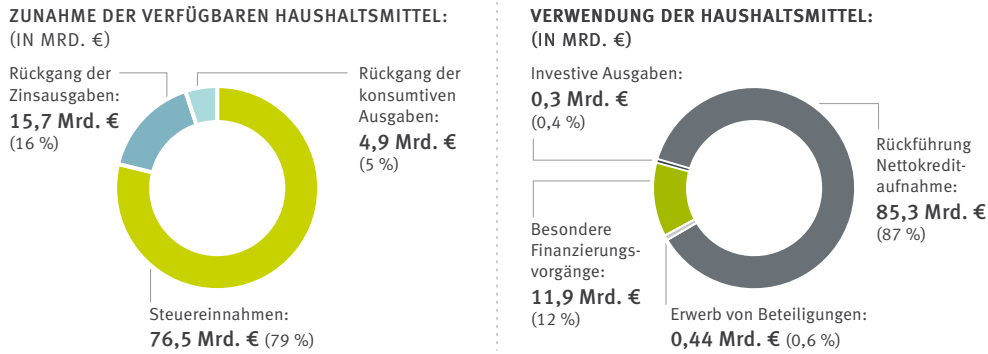 ZUNAHME DER VERFÜGBAREN HAUSHALTSMITTEL:
(IN MRD. €)
Rückgang der
Zinsausgaben:
15,7 Mrd. €
(16 %)
Rückgang der
konsumtiven
Ausgaben:
4,9 Mrd. €
(5 %)
Steuereinnahmen:
76,5 Mrd. € (79 %)
VERWENDUNG DER HAUSHALTSMITTEL:
(IN MRD. €)
Investive Ausgaben:
0,3 Mrd. €
(0,4 %)
Rückführung
Nettokredit-
aufnahme:
85,3 Mrd. €
(87 %)
Besondere
Finanzierungs-
vorgänge:
11,9 Mrd. €
(12 %)
Erwerb von Beteiligungen:
0,44 Mrd. € (0,6 %)